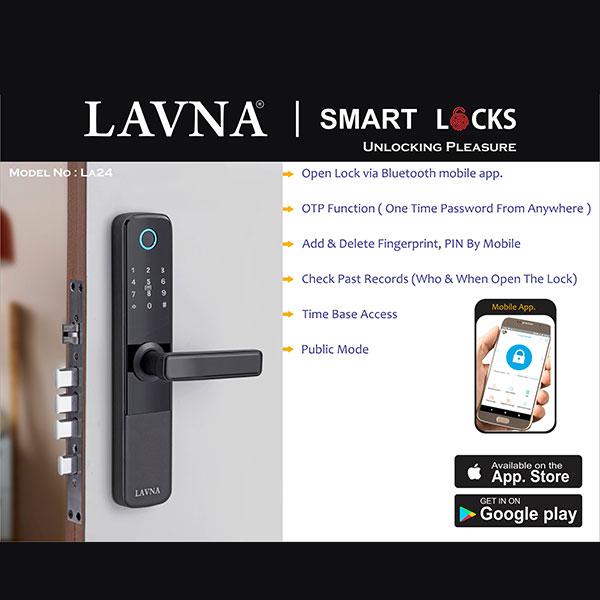 LAVNA® | SMART LOCKS
UNLOCKING PLEASURE
MODEL NO : LA24
Open Lock via Bluetooth mobile app.
OTP Function ( One Time Password From Anywhere )
Add & Delete Fingerprint, PIN By Mobile
Check Past Records (Who & When Open The Lock)
Time Base Access
Public Mode
1 2 3
4 5 6
7 8 9
0
LAVNA
Mobile App.
Available on the
App. Store
GET IN ON
Google play